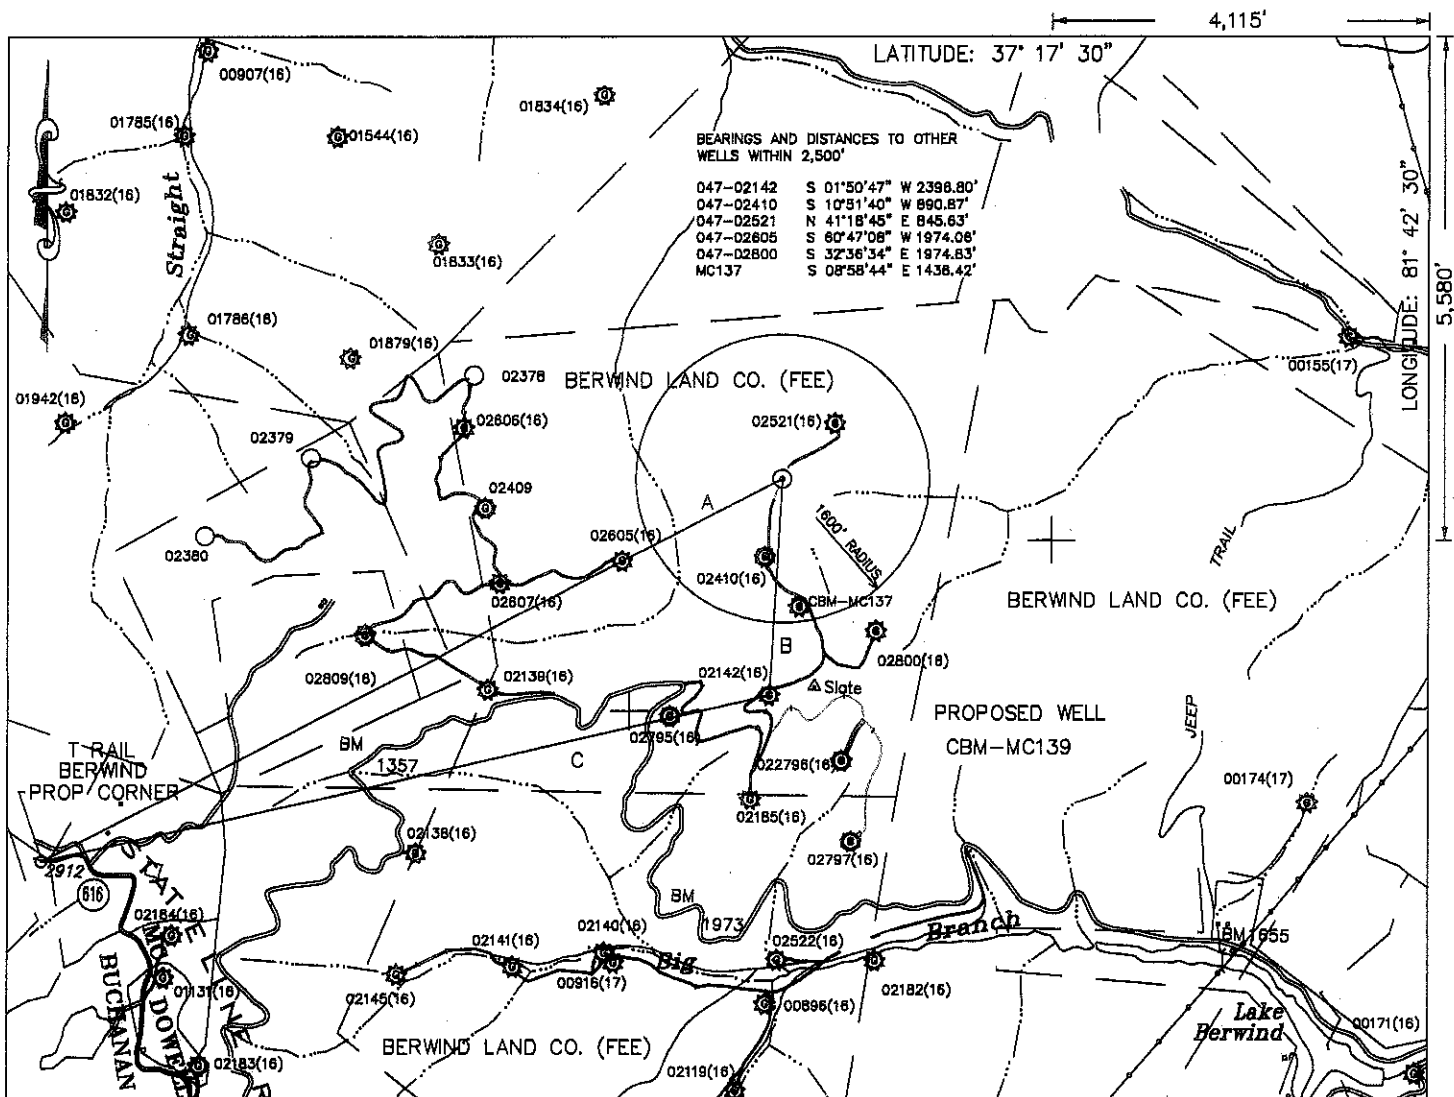 4,115'
LATITUDE: 37° 17' 30"
00907(16)
01834(16)
01785(16)
01544(16)
BEARINGS AND DISTANCES TO OTHER
WELLS WITHIN 2,500'
047-02142 S 01°50'47" W 2396.80'
047-02410 S 10°51'40" W 890.87'
047-02521 N 41°18'45" E 845.63'
047-02605 S 60°47'08" W 1974.06'
047-02800 S 32°36'34" E 1974.83'
MC137 S 08°58'44" E 1436.42'
01832(16)
Straight
01833(16)
LONGITUDE: 81° 42' 30"
5,580'
01786(16)
01879(16)
00155(17)
02378
BERWIND LAND CO. (FEE)
01942(16)
02606(16)
02521(16)
02379
02409
A
1600' RADIUS
02380
02605(16)
TRAIL
02410(16)
02607(16)
CBM-MC137
BERWIND LAND CO. (FEE)
B
02800(16)
02809(16)
02139(16)
02142(16)
Slate
PROPOSED WELL
CBM-MC139
JEEP
02795(16)
BM
1357
C
T RAIL
BERWIND
PROP CORNER
022796(16)
00174(17)
02185(16)
02138(16)
02797(16)
2912
616
STATE LINE
BM
1973
02184(16)
02140(16)
02141(16)
02522(16)
Big
Branch
BM1655
MC DOWELL
BUCHANAN
01131(16)
02145(16)
00916(17)
02182(16)
00896(16)
Lake
Berwind
00171(16)
BERWIND LAND CO. (FEE)
02183(16)
02119(16)